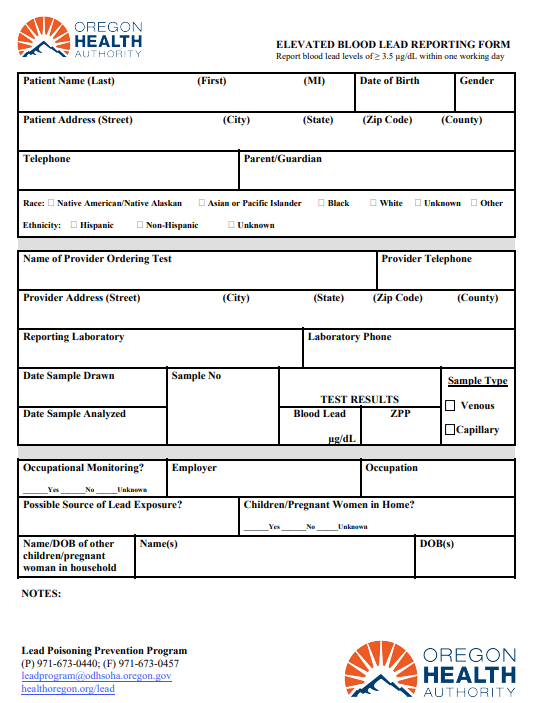 OREGON
HEALTH
AUTHORITY
ELEVATED BLOOD LEAD REPORTING FORM
Report blood lead levels of ≥ 3.5 µg/dL within one working day
Patient Name (Last) (First) (MI) Date of Birth Gender
Patient Address (Street) (City) (State) (Zip Code) (County)
Telephone Parent/Guardian
Race: □ Native American/Native Alaskan □ Asian or Pacific Islander □ Black □ White □ Unknown □ Other
Ethnicity: □ Hispanic □ Non-Hispanic □ Unknown
Name of Provider Ordering Test Provider Telephone
Provider Address (Street) (City) (State) (Zip Code) (County)
Reporting Laboratory Laboratory Phone
Date Sample Drawn Sample No Sample Type
TEST RESULTS □ Venous
Date Sample Analyzed Blood Lead ZPP
□ Capillary
µg/dL
Occupational Monitoring? Employer Occupation
______Yes ______No _____Unknown
Possible Source of Lead Exposure? Children/Pregnant Women in Home?
______Yes ______No _____Unknown
Name/DOB of other Name(s) DOB(s)
children/pregnant
woman in household
NOTES:
Lead Poisoning Prevention Program
(P) 971-673-0440; (F) 971-673-0457
leadprogram@odhsoha.oregon.gov
healthoregon.org/lead
OREGON
HEALTH
AUTHORITY